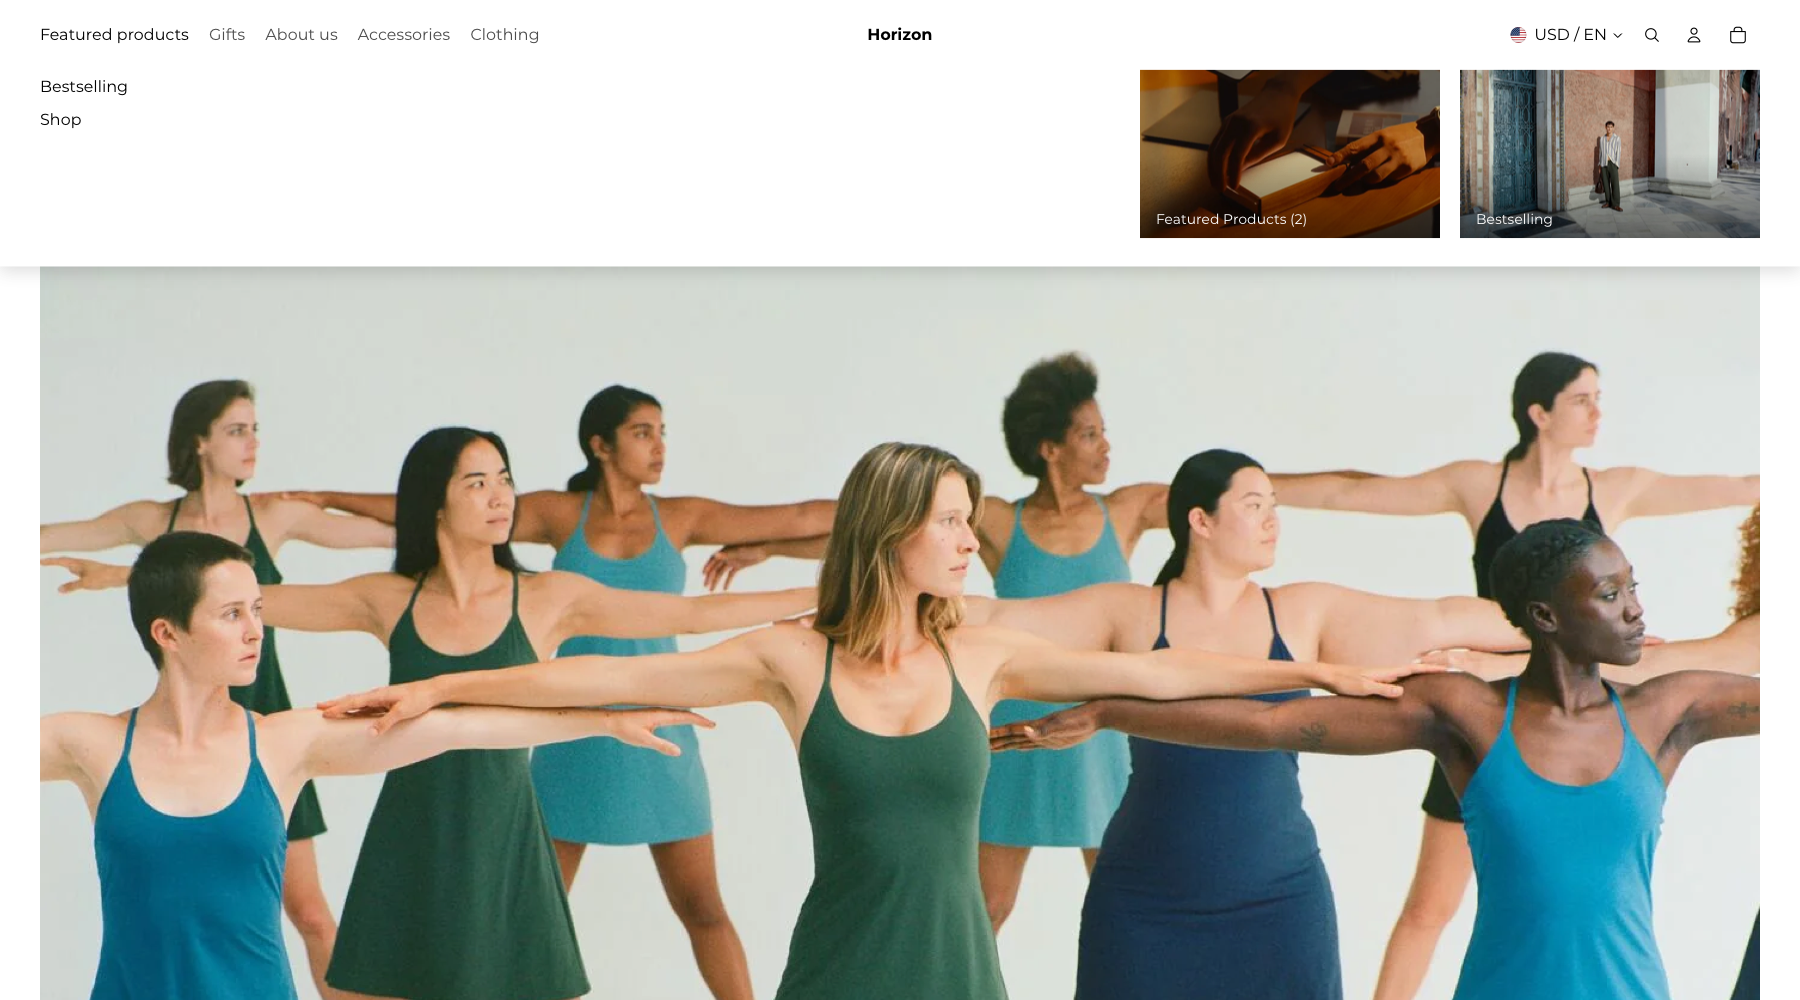 Featured products Gifts About us Accessories Clothing Horizon USD / EN
Bestselling
Shop
Featured Products (2) Bestselling